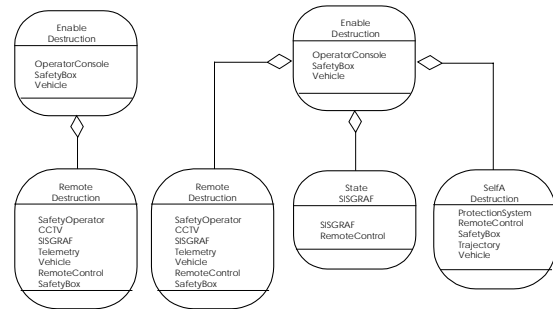 Enable
Destruction
OperatorConsole
SafetyBox
Vehicle
Remote
Destruction
SafetyOperator
CCTV
SISGRAF
Telemetry
Vehicle
RemoteControl
SafetyBox
Enable
Destruction
OperatorConsole
SafetyBox
Vehicle
Remote
Destruction
SafetyOperator
CCTV
SISGRAF
Telemetry
Vehicle
RemoteControl
SafetyBox
State
SISGRAF
SISGRAF
RemoteControl
SelfA
Destruction
ProtectionSystem
RemoteControl
SafetyBox
Trajectory
Vehicle